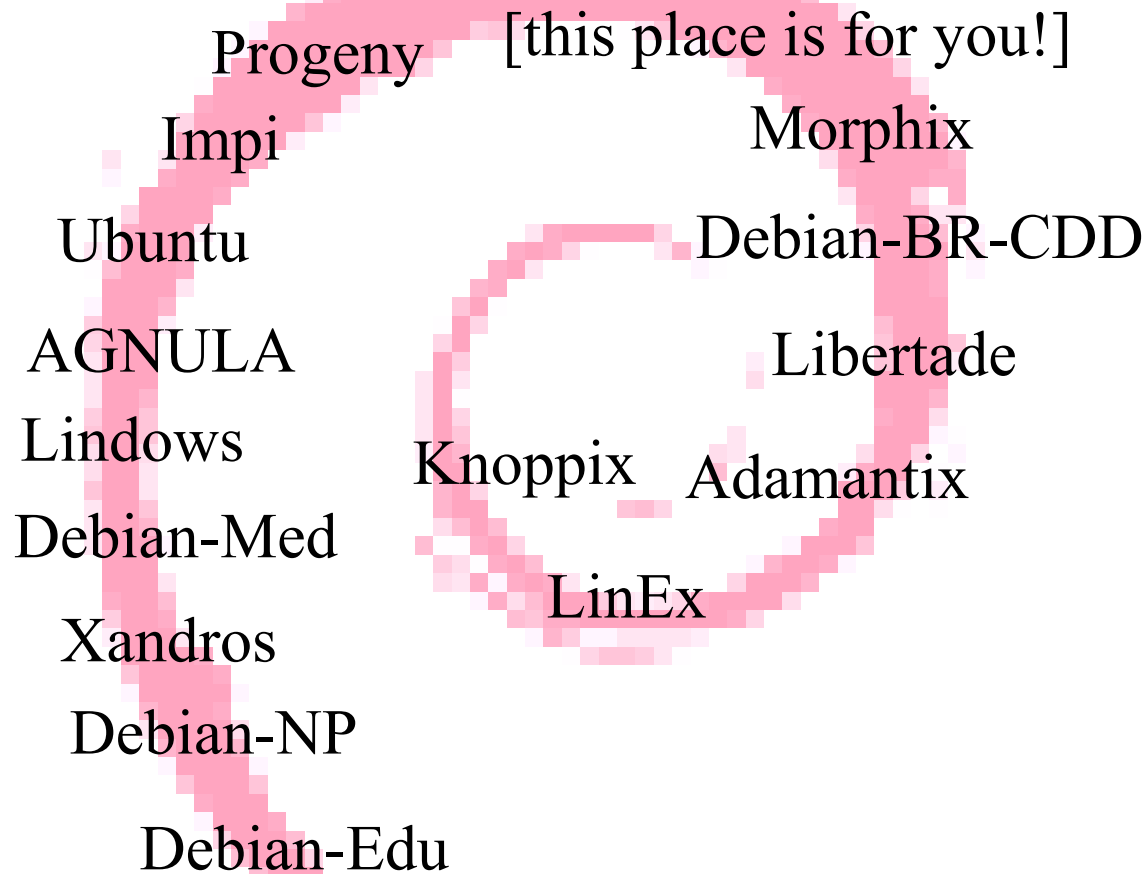 Progeny
[this place is for you!]
Impi
Morphix
Ubuntu
Debian-BR-CDD
AGNULA
Libertade
Lindows
Knoppix
Adamantix
Debian-Med
LinEx
Xandros
Debian-NP
Debian-Edu